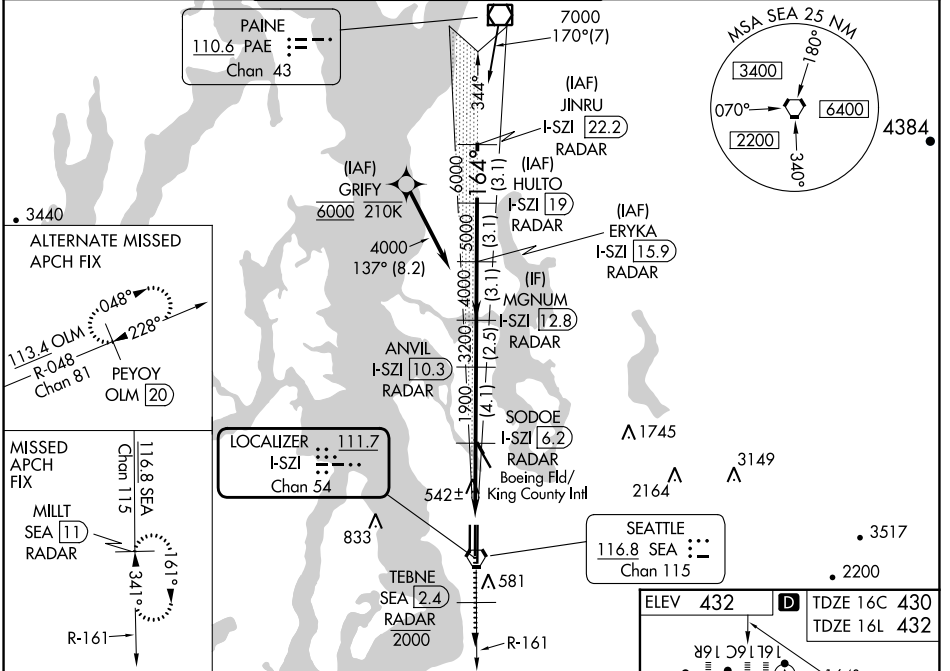 PAINE
110.6 PAE
Chan 43
7000
170°(7)
MSA SEA 25 NM
180°
3400
070°
6400
2200
340°
4384
344°
(IAF)
JINRU
I-SZI 22.2
RADAR
6000
164°
(3.1)
(IAF)
HULTO
I-SZI 19
RADAR
(IAF)
GRIFY
6000 210K
4000
137° (8.2)
5000
(3.1)
(IAF)
ERYKA
I-SZI 15.9
RADAR
4000
(3.1)
(IF)
MGNUM
I-SZI 12.8
RADAR
3200
(2.5)
ANVIL
I-SZI 10.3
RADAR
1900
(4.1)
SODOE
I-SZI 6.2
RADAR
Boeing Fld/
King County Intl
3440
ALTERNATE MISSED
APCH FIX
048°
228°
113.4 OLM
R-048
Chan 81
PEYOY
OLM 20
MISSED
APCH
FIX
116.8 SEA
Chan 115
MILLT
SEA 11
RADAR
161°
341°
R-161
LOCALIZER 111.7
I-SZI
Chan 54
542±
833
1745
2164
3149
3517
2200
SEATTLE
116.8 SEA
Chan 115
TEBNE
SEA 2.4
RADAR
2000
581
R-161
ELEV 432
D
TDZE 16C 430
TDZE 16L 432
16L
16C
16R